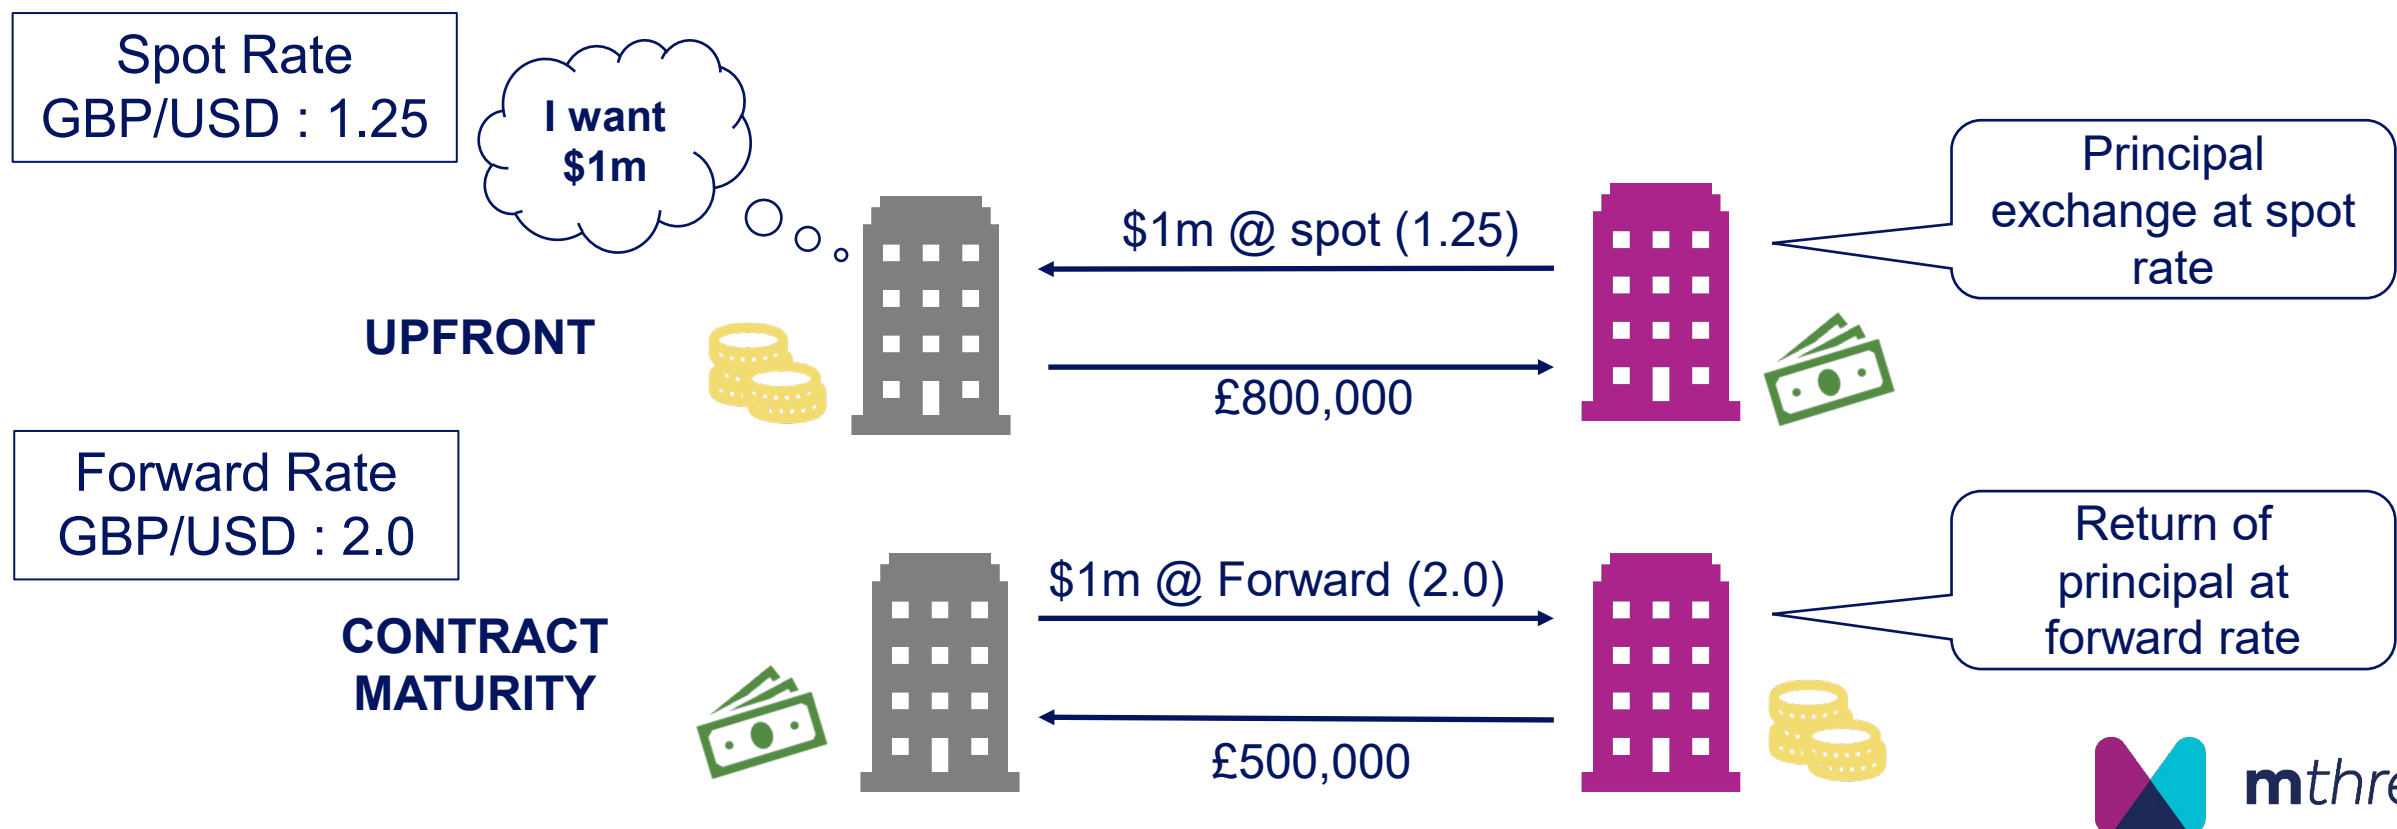 Spot Rate
GBP/USD : 1.25
I want
$1m
$1m @ spot (1.25)
Principal
exchange at spot
rate
UPFRONT
£800,000
Forward Rate
GBP/USD : 2.0
$1m @ Forward (2.0)
Return of
principal at
forward rate
CONTRACT
MATURITY
£500,000
mthre